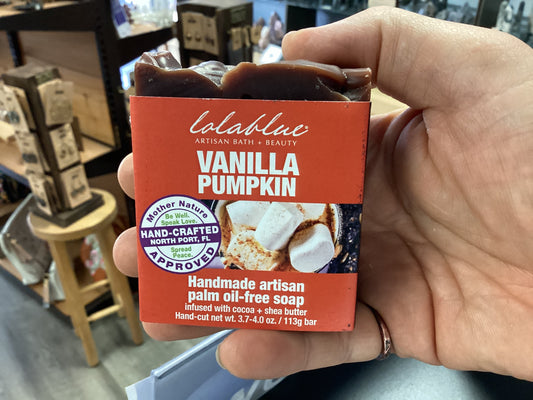 lolablue®
ARTISAN BATH + BEAUTY
VANILLA
PUMPKIN
Mother Nature
Be Well.
Speak Love.
HAND-CRAFTED
NORTH PORT, FL
Spread
Peace.
APPROVED
Handmade artisan
palm oil-free soap
infused with cocoa + shea butter
Hand-cut net wt. 3.7-4.0 oz. / 113g bar